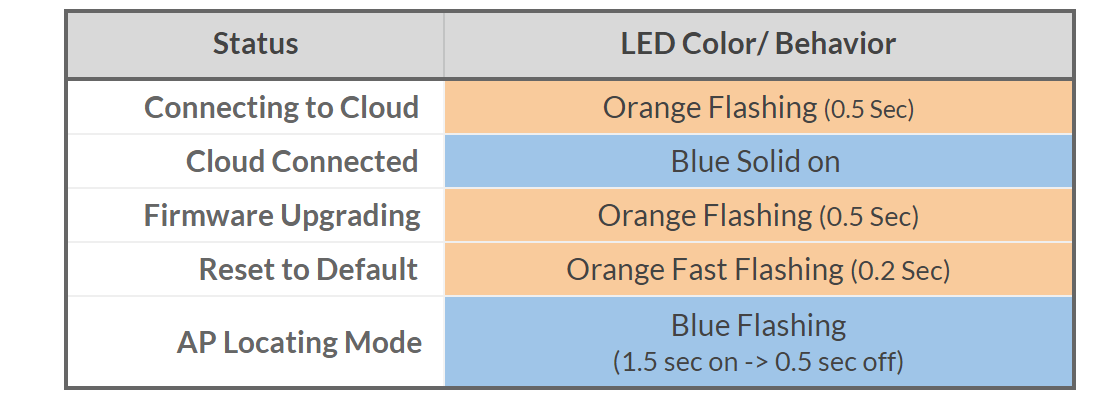 Status LED Color/ Behavior
Connecting to Cloud Orange Flashing (0.5 Sec)
Cloud Connected Blue Solid on
Firmware Upgrading Orange Flashing (0.5 Sec)
Reset to Default Orange Fast Flashing (0.2 Sec)
AP Locating Mode Blue Flashing
(1.5 sec on -> 0.5 sec off)